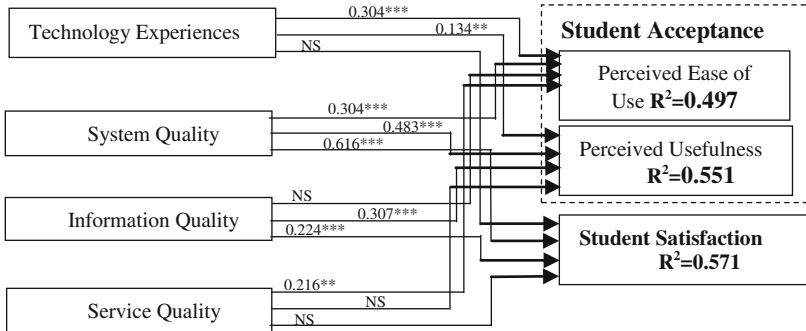 0.304***
Technology Experiences
0.134**
NS
Student Acceptance
Perceived Ease of
Use R²=0.497
0.304***
System Quality
0.483***
0.616***
Perceived Usefulness
R²=0.551
NS
Information Quality
0.307***
0.224***
Student Satisfaction
R²=0.571
0.216**
Service Quality
NS
NS